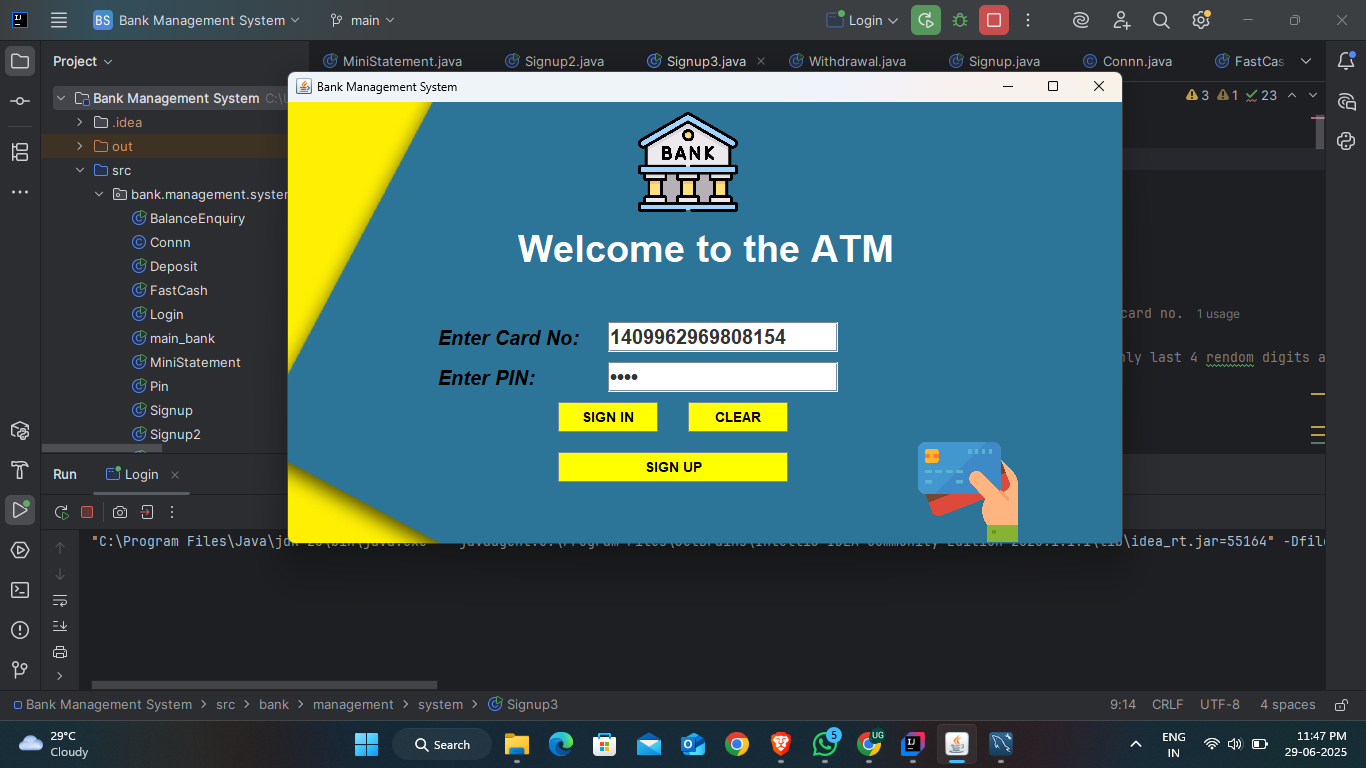 BS Bank Management System
main
Login
Project
MiniStatement.java
Signup2.java
Signup3.java
Withdrawal.java
Signup.java
Connn.java
FastCas
Bank Management System
3 1 23
Bank Management System
.idea
out
src
bank.management.syster
BalanceEnquiry
Connn
Deposit
FastCash
Login
main_bank
MiniStatement
Pin
Signup
Signup2
BANK
Welcome to the ATM
Enter Card No: 1409962969808154
Enter PIN: ••••
SIGN IN CLEAR
SIGN UP
card no. 1 usage
last 4 rendom digits a
Run
Login
"C:\Program Files\Java\
\idea_rt.jar=55164" -Dfile
Bank Management System > src > bank > management > system > Signup3
9:14 CRLF UTF-8 4 spaces
29°C
Cloudy
Search
5
UG
ENG
IN
11:47 PM
29-06-2025